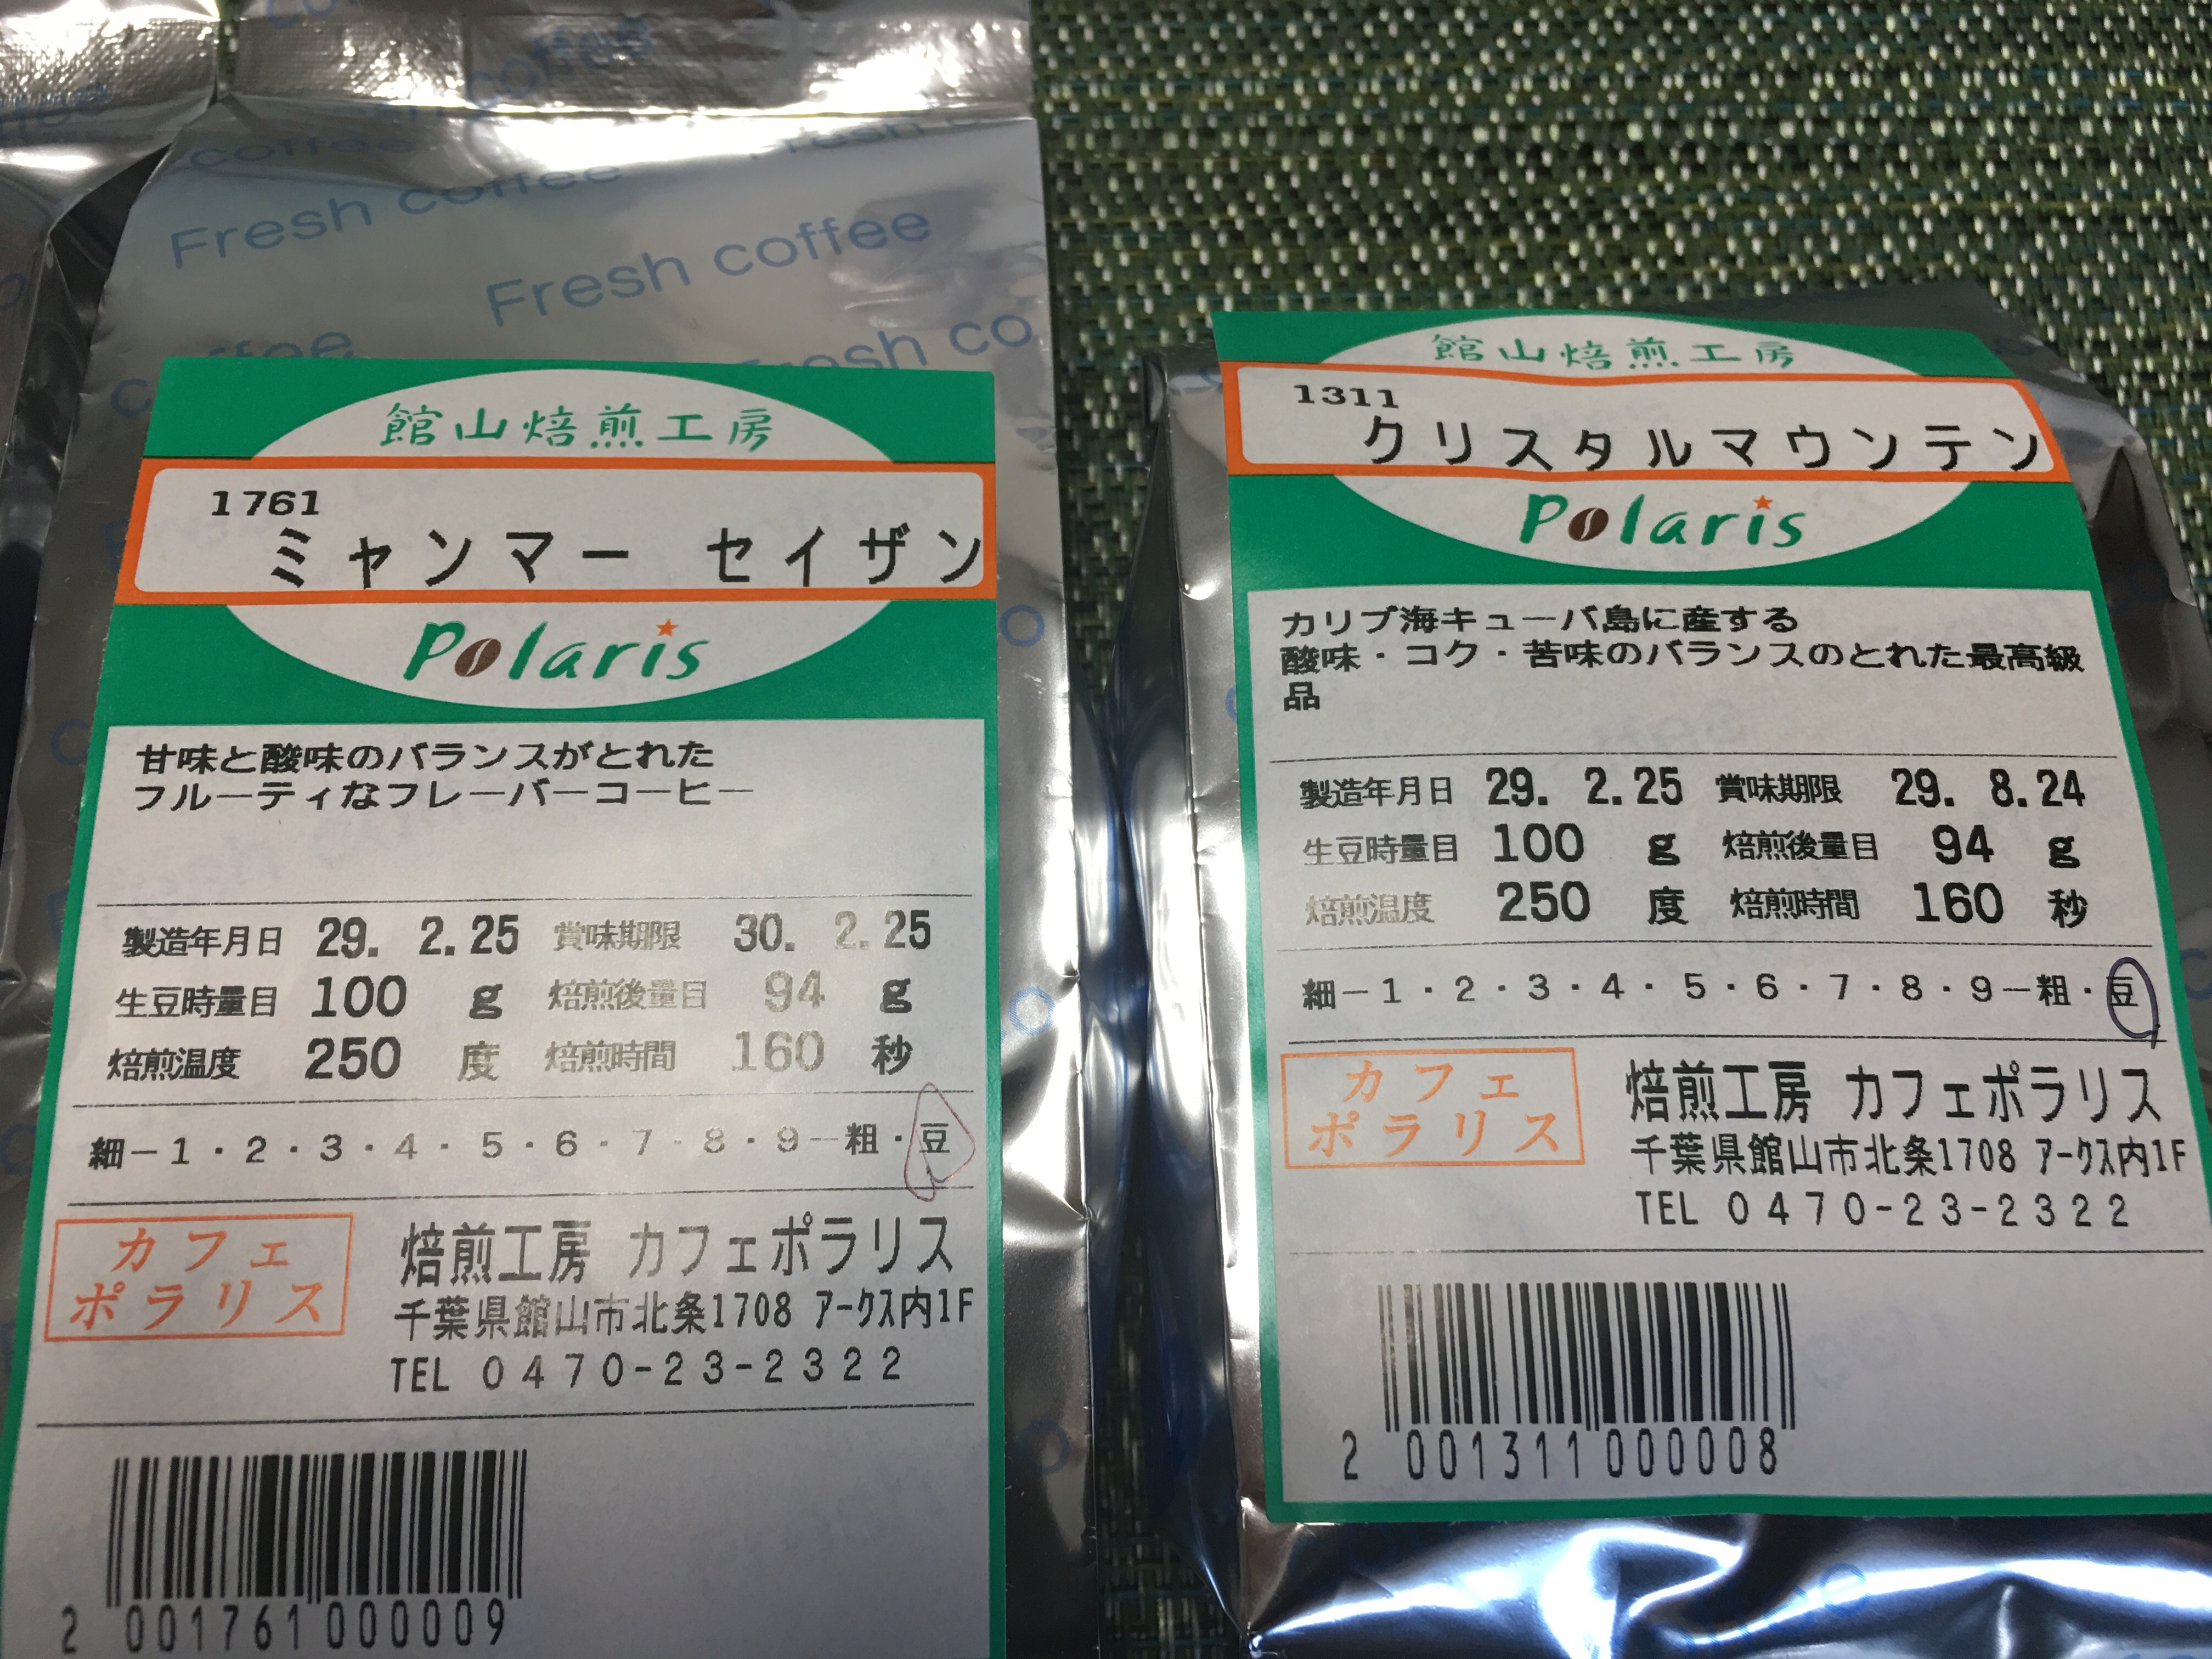 Fresh coffee
Fresh coffee
館山焙煎工房
1761
ミャンマー セイザン
Polaris
甘味と酸味のバランスがとれた
フルーティなフレーバーコーヒー
製造年月日 29. 2.25 賞味期限 30. 2.25
生豆時量目 100 g 焙煎後量目 94 g
焙煎温度 250 度 焙煎時間 160 秒
細－1・2・3・4・5・6・7・8・9－粗・豆
カフェ
ポラリス
焙煎工房 カフェポラリス
千葉県館山市北条1708 アークス内1F
TEL 0470-23-2322
2 001761 000009
館山焙煎工房
1311
クリスタルマウンテン
Polaris
カリブ海キューバ島に産する
酸味・コク・苦味のバランスのとれた最高級
品
製造年月日 29. 2.25 賞味期限 29. 8.24
生豆時量目 100 g 焙煎後量目 94 g
焙煎温度 250 度 焙煎時間 160 秒
細－1・2・3・4・5・6・7・8・9－粗・豆
カフェ
ポラリス
焙煎工房 カフェポラリス
千葉県館山市北条1708 アークス内1F
TEL 0470-23-2322
2 001311 000008